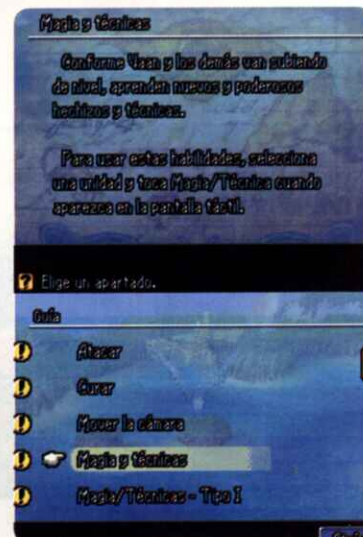 Magia y técnicas
Conforme Vaan y los demás van subiendo
de nivel, aprenden nuevos y poderosos
hechizos y técnicas.
Para usar estas habilidades, selecciona
una unidad y toca Magia/Técnica cuando
aparezca en la pantalla táctil.
Elige un apartado.
Guía
Atacar
Curar
Mover la cámara
Magia y técnicas
Magia/Técnicas - Tipo I